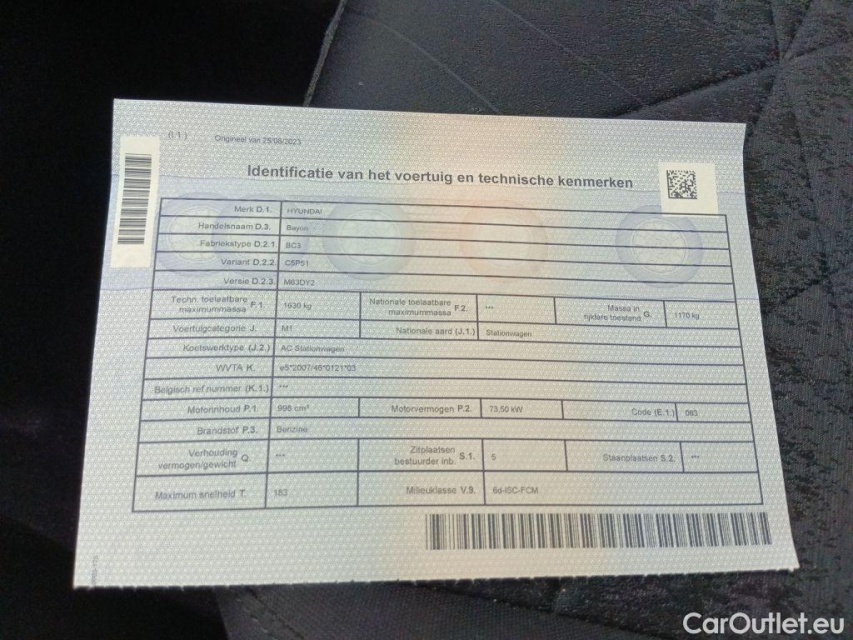 (I.1.) Origineel van 25/08/2023
Identificatie van het voertuig en technische kenmerken
Merk D.1. HYUNDAI
Handelsnaam D.3. Bayon
Fabriekstype D.2.1. BC3
Variant D.2.2. C5P51
Versie D.2.3. M63DY2
Techn. toelaatbare maximummassa F.1. 1630 kg Nationale toelaatbare maximummassa F.2. *** Massa in rijklare toestand G. 1170 kg
Voertuigcategorie J. M1 Nationale aard (J.1.) Stationwagen
Koetswerktype (J.2.) AC Stationwagen
WVTA K. e5*2007/46*0121*03
Belgisch ref.nummer (K.1.) ***
Motorinhoud P.1. 998 cm³ Motorvermogen P.2. 73,50 kW Code (E.1.) 063
Brandstof P.3. Benzine
Verhouding vermogen/gewicht Q. *** Zitplaatsen bestuurder inb. S.1. 5 Staanplaatsen S.2. ***
Maximum snelheid T. 183 Milieuklasse V.9. 6d-ISC-FCM
CarOutlet.eu